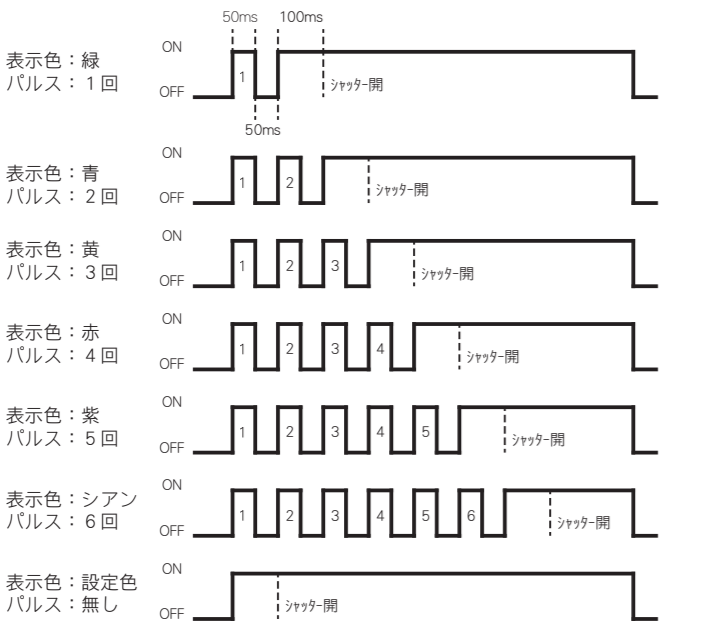 50ms 100ms
表示色：緑
パルス：１回
ON
OFF
1
ｼｬｯﾀｰ開
50ms
表示色：青
パルス：２回
ON
OFF
1 2
ｼｬｯﾀｰ開
表示色：黄
パルス：３回
ON
OFF
1 2 3
ｼｬｯﾀｰ開
表示色：赤
パルス：４回
ON
OFF
1 2 3 4
ｼｬｯﾀｰ開
表示色：紫
パルス：５回
ON
OFF
1 2 3 4 5
ｼｬｯﾀｰ開
表示色：シアン
パルス：６回
ON
OFF
1 2 3 4 5 6
ｼｬｯﾀｰ開
表示色：設定色
パルス：無し
ON
OFF
ｼｬｯﾀｰ開